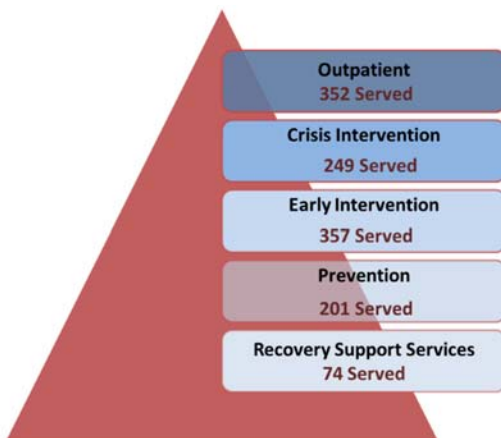 Outpatient
352 Served
Crisis Intervention
249 Served
Early Intervention
357 Served
Prevention
201 Served
Recovery Support Services
74 Served